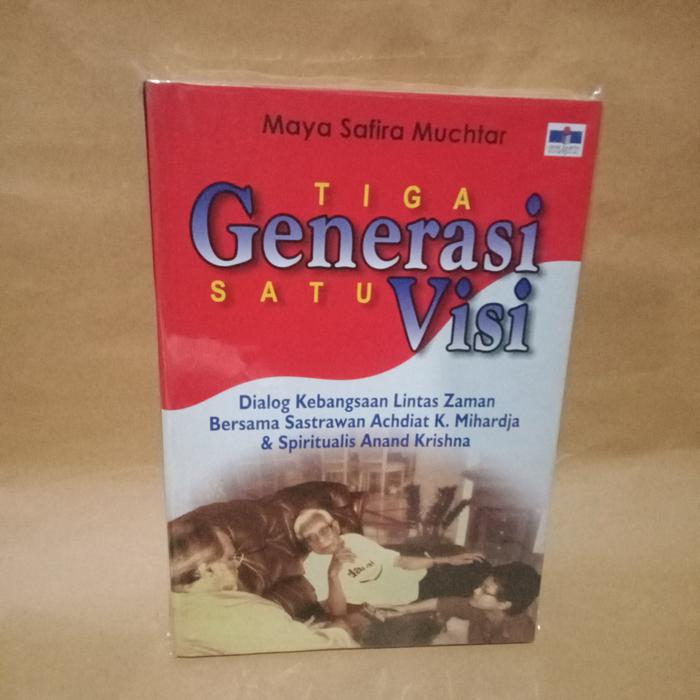 Maya Safira Muchtar
TIGA
Generasi
SATU
Visi
Dialog Kebangsaan Lintas Zaman
Bersama Sastrawan Achdiat K. Mihardja
& Spiritualis Anand Krishna